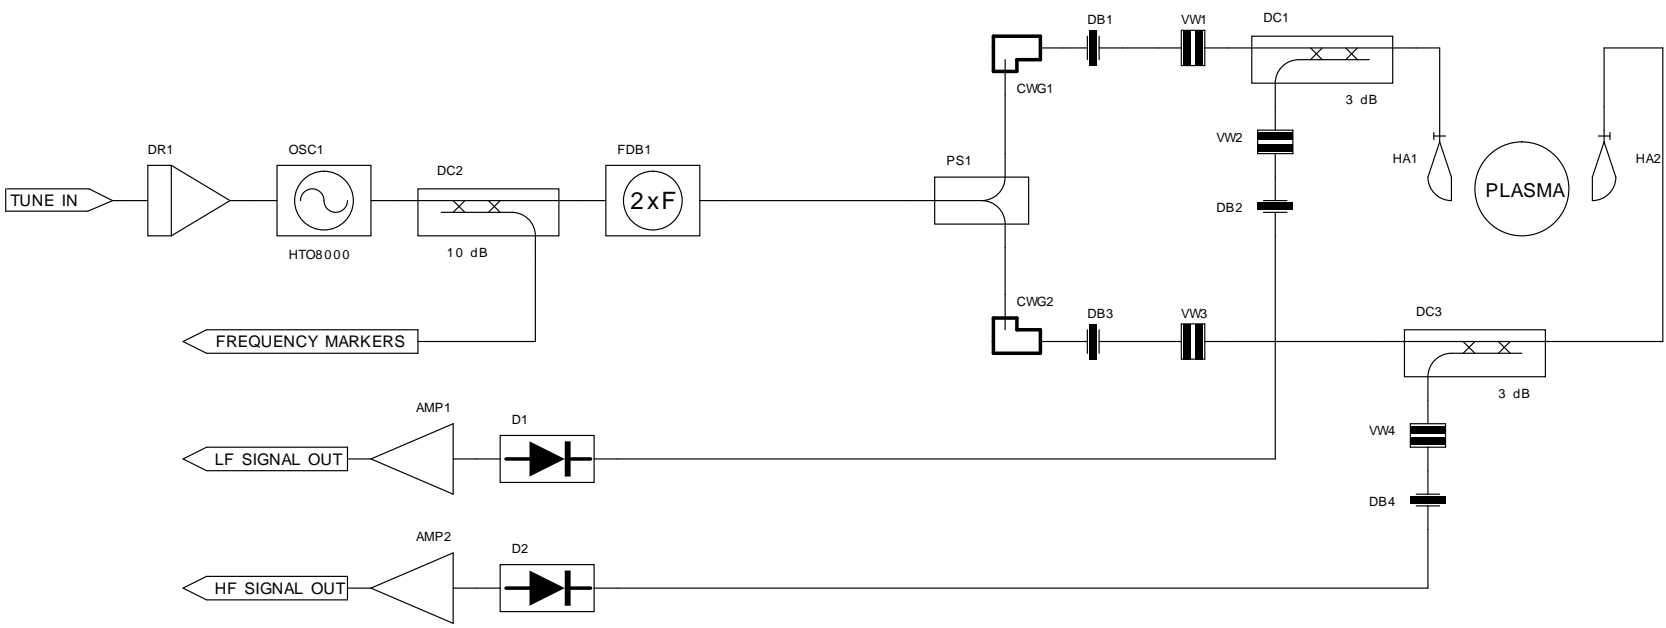 DB1
VW1
DC1
CWG1
3 dB
DR1
OSC1
FDB1
VW2
PS1
HA1
HA2
DC2
TUNE IN
2xF
PLASMA
DB2
HTO8000
10 dB
CWG2
DB3
VW3
DC3
FREQUENCY MARKERS
3 dB
AMP1
D1
VW4
LF SIGNAL OUT
DB4
AMP2
D2
HF SIGNAL OUT